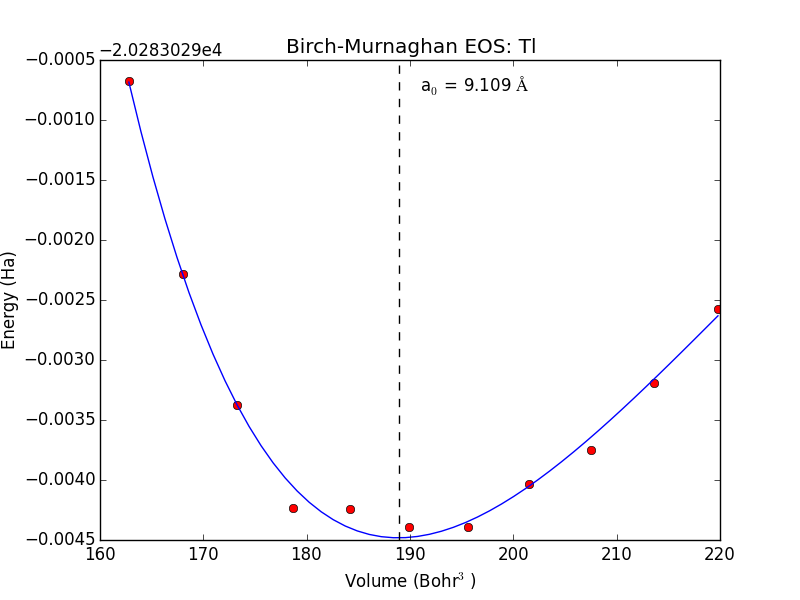 Birch-Murnaghan EOS: Tl
−2.0283029e4
a₀ = 9.109 Å
−0.0005
−0.0010
−0.0015
−0.0020
−0.0025
−0.0030
−0.0035
−0.0040
−0.0045
Energy (Ha)
160 170 180 190 200 210 220
Volume (Bohr³ )